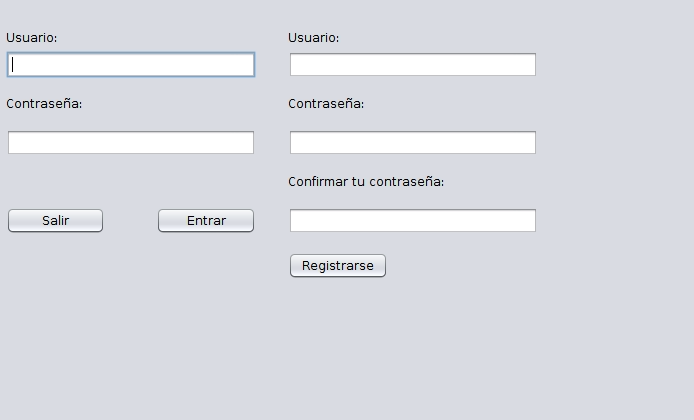 Usuario:
Contraseña:
Salir
Entrar
Usuario:
Contraseña:
Confirmar tu contraseña:
Registrarse